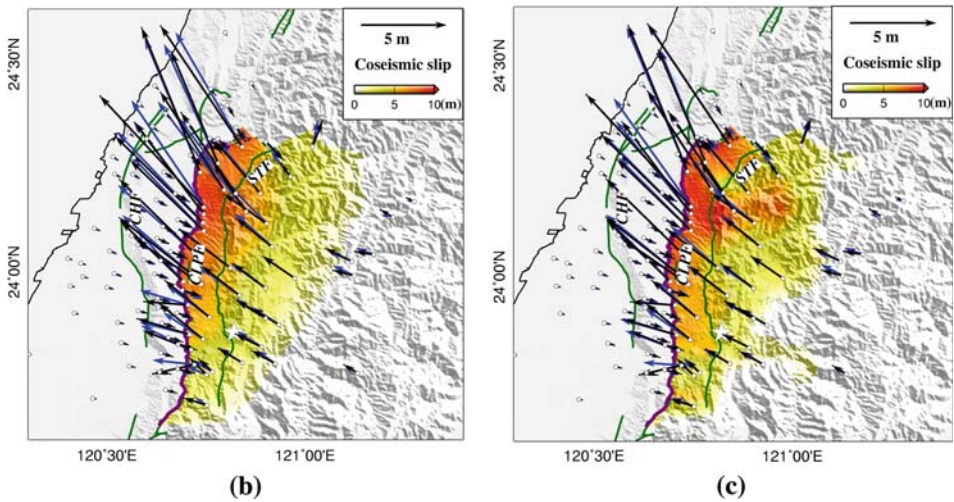 24°30'N
24°00'N
5 m
Coseismic slip
0 5 10(m)
CHF
CLPF
STF
120°30'E 121°00'E
(b)
24°30'N
24°00'N
5 m
Coseismic slip
0 5 10(m)
CHF
CLPF
STF
120°30'E 121°00'E
(c)